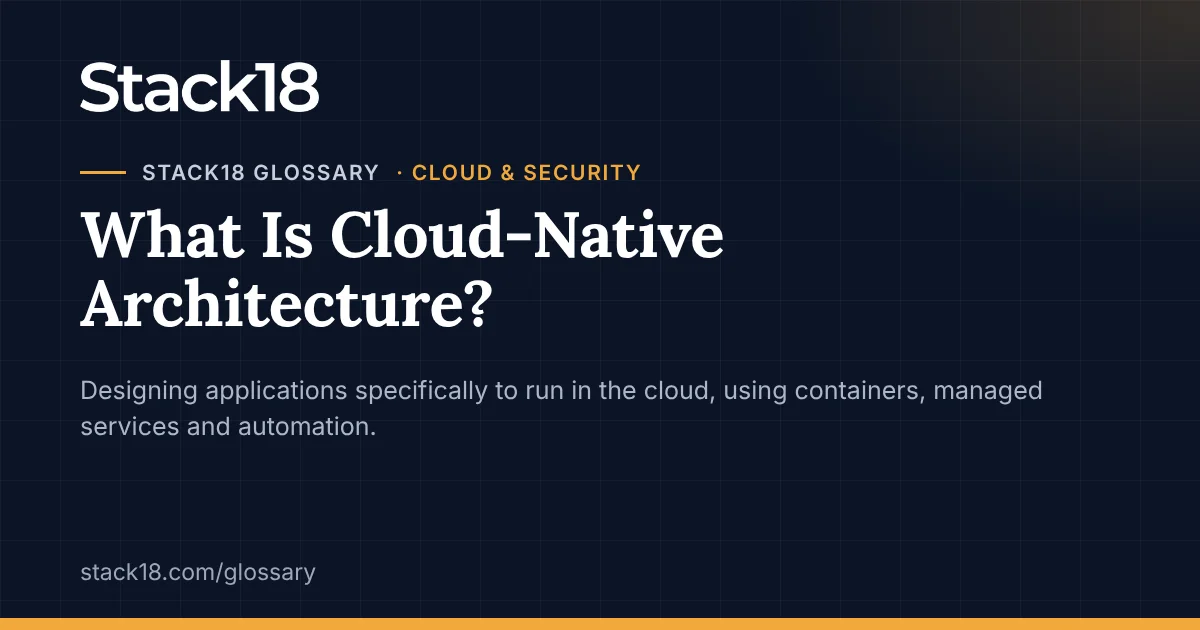 Stack18
STACK18 GLOSSARY · CLOUD & SECURITY
What Is Cloud-Native
Architecture?
Designing applications specifically to run in the cloud, using containers, managed
services and automation.
stack18.com/glossary